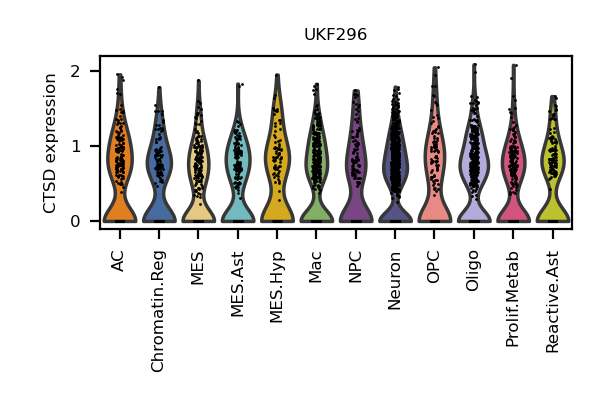 UKF296
CTSD expression
2
1
0
AC
Chromatin.Reg
MES
MES.Ast
MES.Hyp
Mac
NPC
Neuron
OPC
Oligo
Prolif.Metab
Reactive.Ast